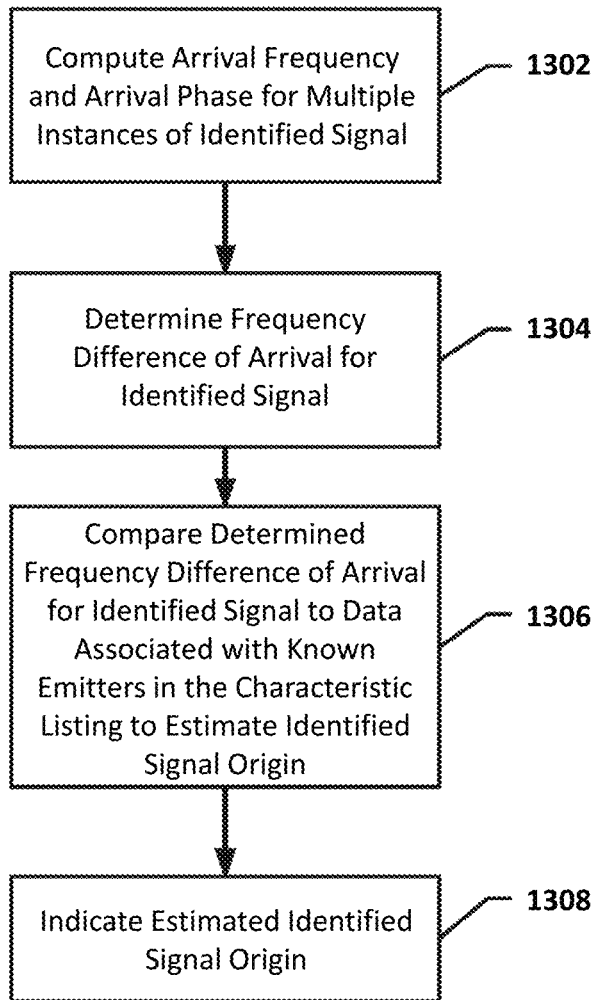 Compute Arrival Frequency
and Arrival Phase for Multiple
Instances of Identified Signal
1302
Determine Frequency
Difference of Arrival for
Identified Signal
1304
Compare Determined
Frequency Difference of Arrival
for Identified Signal to Data
Associated with Known
Emitters in the Characteristic
Listing to Estimate Identified
Signal Origin
1306
Indicate Estimated Identified
Signal Origin
1308